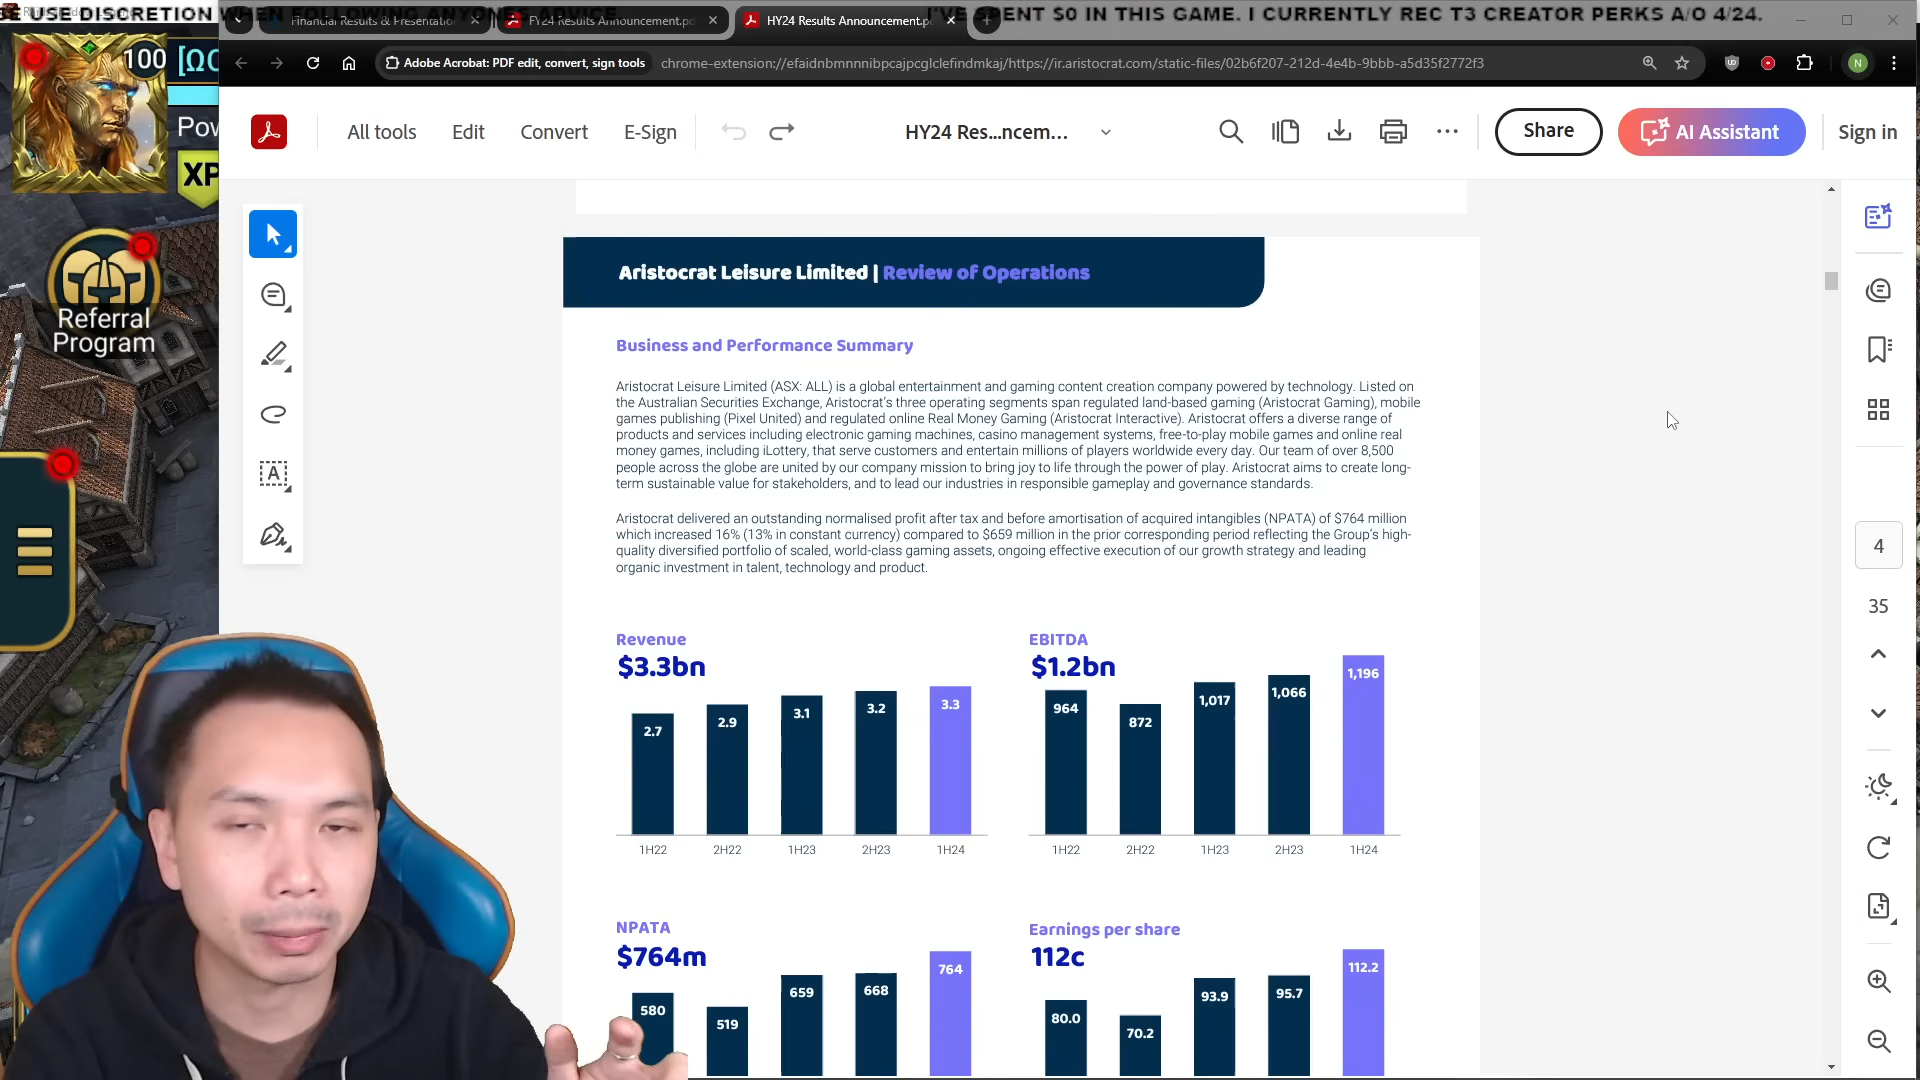 EESE USE DISCRETION WHEN FOLLOWING ANYONES ADVICE.
I'VE SPENT $0 IN THIS GAME. I CURRENTLY REC T3 CREATOR PERKS A/O 4/24.
Financial Results & Presentatio
FY24 Results Announcement.pd
HY24 Results Announcement.p
Adobe Acrobat: PDF edit, convert, sign tools
chrome-extension://efaidnbmnnnibpcajpcglclefindmkaj/https://ir.aristocrat.com/static-files/02b6f207-212d-4e4b-9bbb-a5d35f2772f3
N
100
[ΩC
Pow
XP
Referral
Program
All tools
Edit
Convert
E-Sign
HY24 Res...ncem...
Share
AI Assistant
Sign in
Aristocrat Leisure Limited | Review of Operations
Business and Performance Summary
Aristocrat Leisure Limited (ASX: ALL) is a global entertainment and gaming content creation company powered by technology. Listed on
the Australian Securities Exchange, Aristocrat's three operating segments span regulated land-based gaming (Aristocrat Gaming), mobile
games publishing (Pixel United) and regulated online Real Money Gaming (Aristocrat Interactive). Aristocrat offers a diverse range of
products and services including electronic gaming machines, casino management systems, free-to-play mobile games and online real
money games, including iLottery, that serve customers and entertain millions of players worldwide every day. Our team of over 8,500
people across the globe are united by our company mission to bring joy to life through the power of play. Aristocrat aims to create long-
term sustainable value for stakeholders, and to lead our industries in responsible gameplay and governance standards.
Aristocrat delivered an outstanding normalised profit after tax and before amortisation of acquired intangibles (NPATA) of $764 million
which increased 16% (13% in constant currency) compared to $659 million in the prior corresponding period reflecting the Group's high-
quality diversified portfolio of scaled, world-class gaming assets, ongoing effective execution of our growth strategy and leading
organic investment in talent, technology and product.
Revenue
$3.3bn
2.7
2.9
3.1
3.2
3.3
1H22
2H22
1H23
2H23
1H24
EBITDA
$1.2bn
964
872
1,017
1,066
1,196
1H22
2H22
1H23
2H23
1H24
NPATA
$764m
580
519
659
668
764
Earnings per share
112c
80.0
70.2
93.9
95.7
112.2
4
35